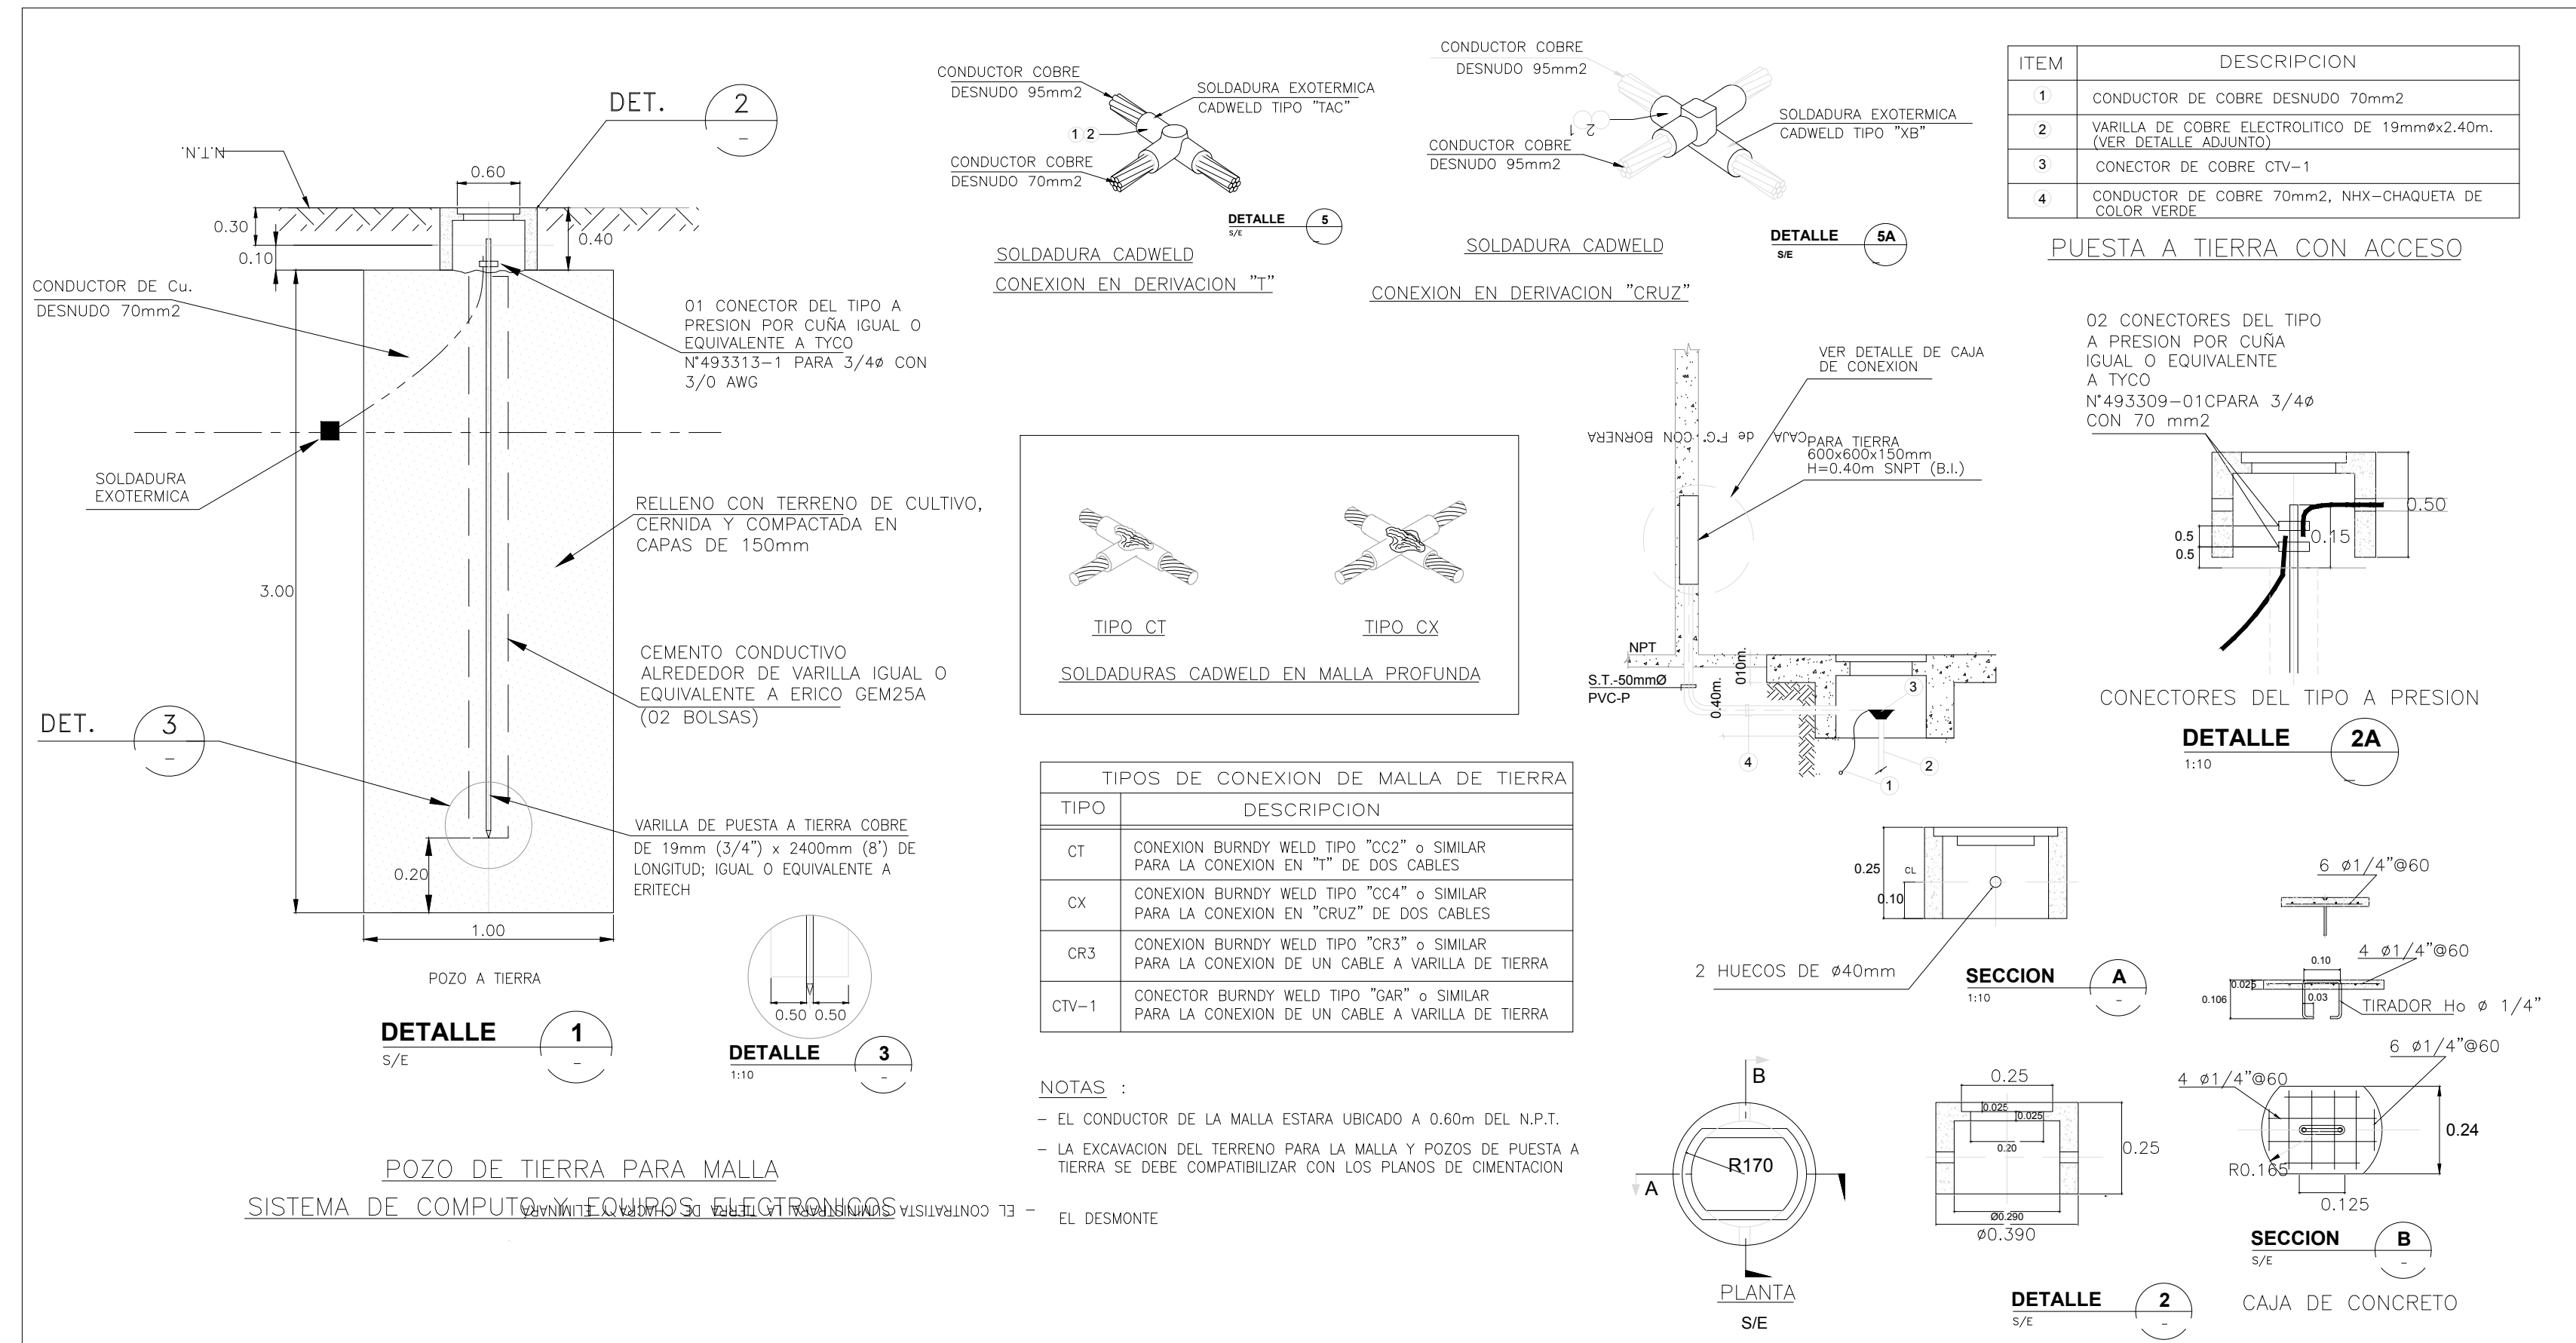 DET. 2
-
N.T.N.
0.60
0.30
0.40
0.10
CONDUCTOR DE Cu.
DESNUDO 70mm2
01 CONECTOR DEL TIPO A
PRESION POR CUÑA IGUAL O
EQUIVALENTE A TYCO
N°493313-1 PARA 3/4ø CON
3/0 AWG
SOLDADURA
EXOTERMICA
RELLENO CON TERRENO DE CULTIVO,
CERNIDA Y COMPACTADA EN
CAPAS DE 150mm
3.00
CEMENTO CONDUCTIVO
ALREDEDOR DE VARILLA IGUAL O
EQUIVALENTE A ERICO GEM25A
(02 BOLSAS)
DET. 3
-
VARILLA DE PUESTA A TIERRA COBRE
DE 19mm (3/4") x 2400mm (8') DE
LONGITUD; IGUAL O EQUIVALENTE A
ERITECH
0.20
1.00
POZO A TIERRA
DETALLE 1
S/E -
0.50 0.50
DETALLE 3
1:10 -
POZO DE TIERRA PARA MALLA
SISTEMA DE COMPUTO Y EQUIPOS ELECTRONICOS
CONDUCTOR COBRE
DESNUDO 95mm2
SOLDADURA EXOTERMICA
CADWELD TIPO "TAC"
1 2
CONDUCTOR COBRE
DESNUDO 70mm2
DETALLE 5
S/E -
SOLDADURA CADWELD
CONEXION EN DERIVACION "T"
CONDUCTOR COBRE
DESNUDO 95mm2
1 2
SOLDADURA EXOTERMICA
CADWELD TIPO "XB"
CONDUCTOR COBRE
DESNUDO 95mm2
DETALLE 5A
S/E -
SOLDADURA CADWELD
CONEXION EN DERIVACION "CRUZ"
ITEM DESCRIPCION
1 CONDUCTOR DE COBRE DESNUDO 70mm2
2 VARILLA DE COBRE ELECTROLITICO DE 19mmøx2.40m.
(VER DETALLE ADJUNTO)
3 CONECTOR DE COBRE CTV-1
4 CONDUCTOR DE COBRE 70mm2, NHX-CHAQUETA DE
COLOR VERDE
PUESTA A TIERRA CON ACCESO
TIPO CT TIPO CX
SOLDADURAS CADWELD EN MALLA PROFUNDA
VER DETALLE DE CAJA
DE CONEXION
CAJA de F°G° CON BORNERA
PARA TIERRA
600x600x150mm
H=0.40m SNPT (B.I.)
NPT
S.T.-50mmØ
PVC-P
010m.
0.40m.
3
4
2
1
02 CONECTORES DEL TIPO
A PRESION POR CUÑA
IGUAL O EQUIVALENTE
A TYCO
N°493309-01CPARA 3/4ø
CON 70 mm2
0.50
0.15
0.5
0.5
CONECTORES DEL TIPO A PRESION
DETALLE 2A
1:10 -
TIPOS DE CONEXION DE MALLA DE TIERRA
TIPO DESCRIPCION
CT CONEXION BURNDY WELD TIPO "CC2" o SIMILAR
PARA LA CONEXION EN "T" DE DOS CABLES
CX CONEXION BURNDY WELD TIPO "CC4" o SIMILAR
PARA LA CONEXION EN "CRUZ" DE DOS CABLES
CR3 CONEXION BURNDY WELD TIPO "CR3" o SIMILAR
PARA LA CONEXION DE UN CABLE A VARILLA DE TIERRA
CTV-1 CONECTOR BURNDY WELD TIPO "GAR" o SIMILAR
PARA LA CONEXION DE UN CABLE A VARILLA DE TIERRA
NOTAS :
- EL CONDUCTOR DE LA MALLA ESTARA UBICADO A 0.60m DEL N.P.T.
- LA EXCAVACION DEL TERRENO PARA LA MALLA Y POZOS DE PUESTA A
TIERRA SE DEBE COMPATIBILIZAR CON LOS PLANOS DE CIMENTACION
- EL CONTRATISTA SUMINISTRARA LA TIERRA DE CHACRA Y ELIMINARA
EL DESMONTE
0.25
CL
0.10
2 HUECOS DE ø40mm
SECCION A
1:10 -
6 ø1/4"@60
4 ø1/4"@60
0.10
0.025
0.106
0.03
TIRADOR Ho ø 1/4"
6 ø1/4"@60
4 ø1/4"@60
0.24
R0.165
0.125
SECCION B
S/E -
CAJA DE CONCRETO
B
A
R170
PLANTA
S/E
0.25
0.025
0.025
0.20
0.25
Ø0.290
ø0.390
DETALLE 2
S/E -